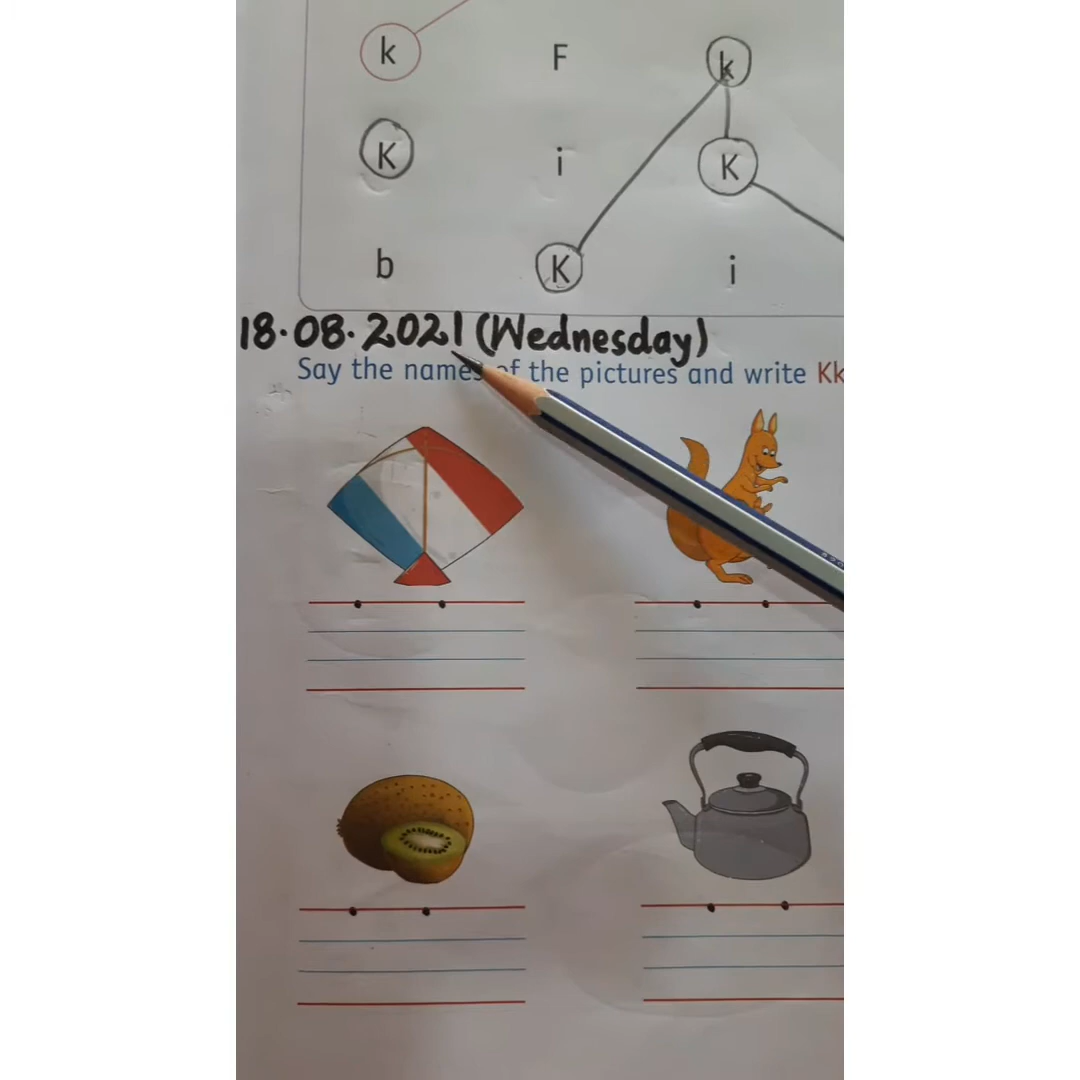 k F k
K i K
b K i
18.08.2021 (Wednesday)
Say the names of the pictures and write Kk